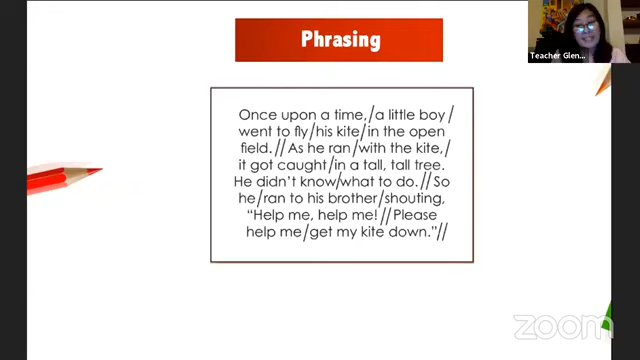 Phrasing
Teacher Glen...
Once upon a time,/a little boy/
went to fly/his kite/in the open
field.//As he ran/with the kite,/
it got caught/in a tall, tall tree.
He didn't know/what to do.//So
he/ran to his brother/shouting,
"Help me, help me!//Please
help me/get my kite down."//
zoom